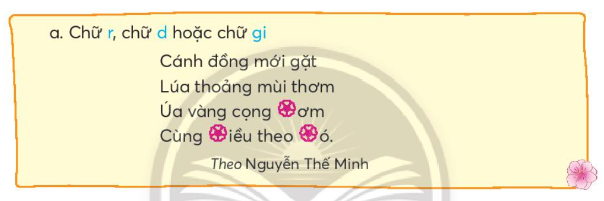 a. Chữ r, chữ d hoặc chữ gi
Cánh đồng mới gặt
Lúa thoảng mùi thơm
Úa vàng cọng ơm
Cùng iều theo ó.
Theo Nguyễn Thế Minh